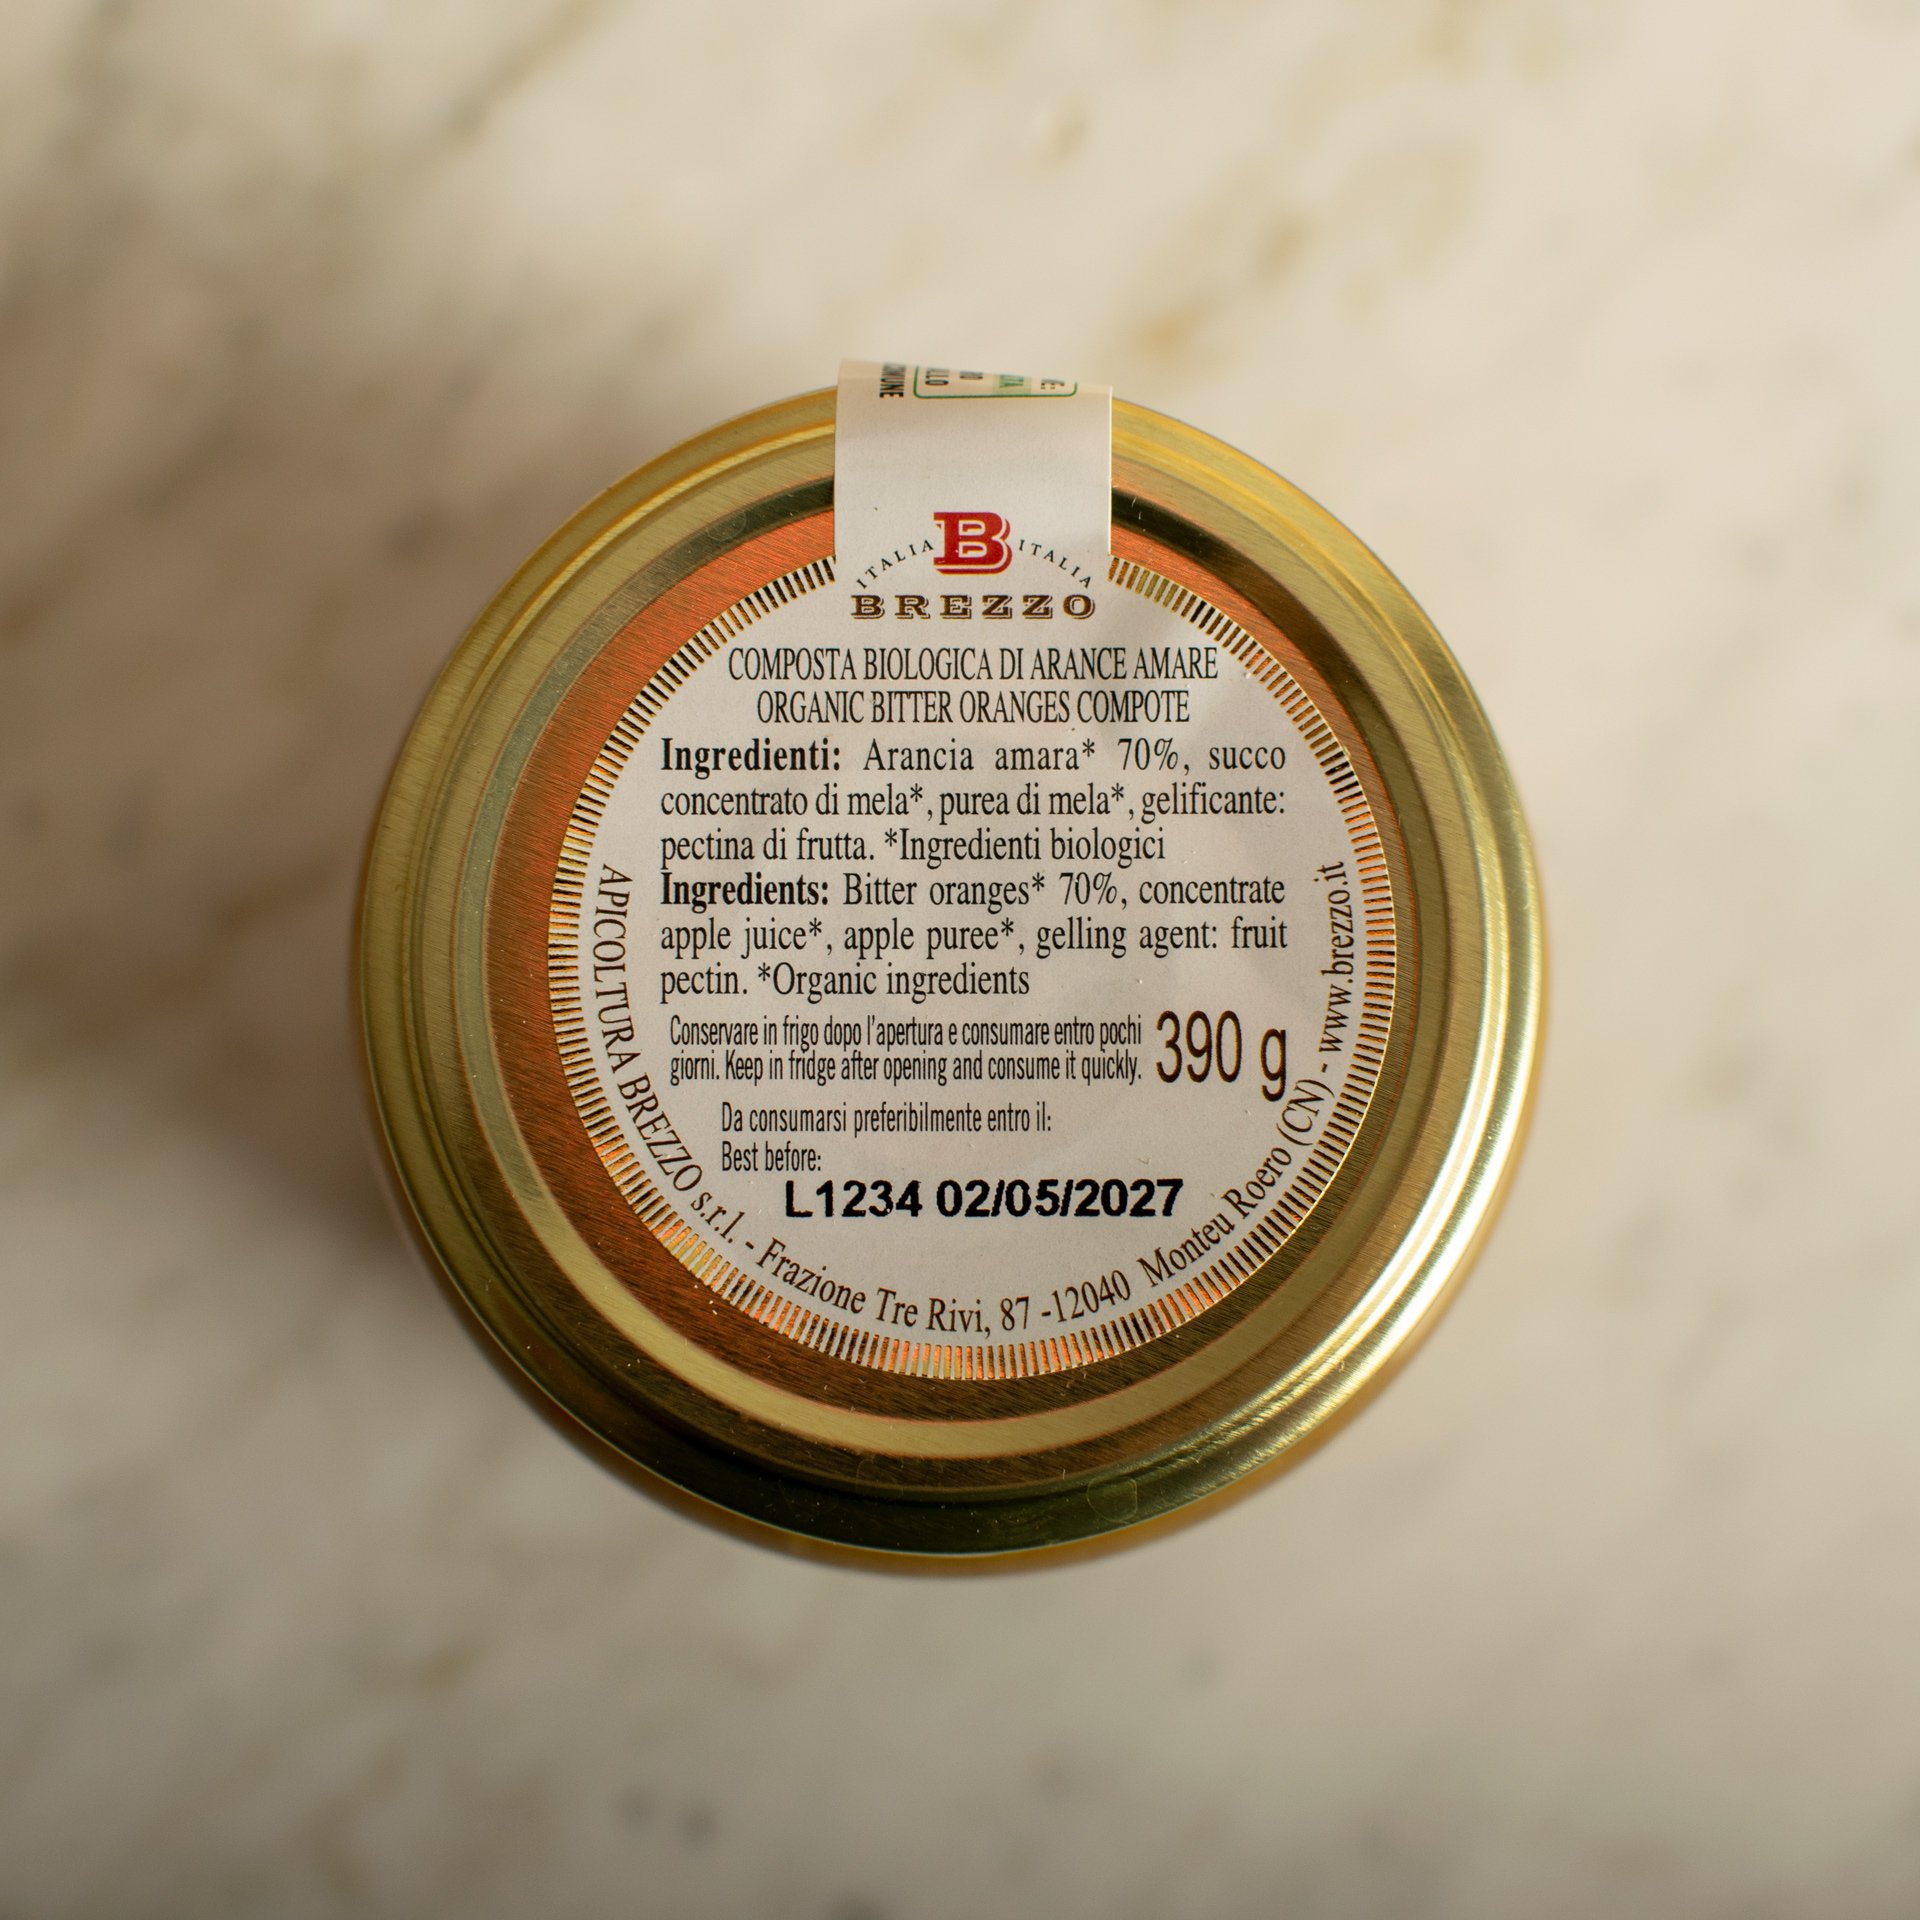 COMUNE
ITALIA B ITALIA
BREZZO
COMPOSTA BIOLOGICA DI ARANCE AMARE
ORGANIC BITTER ORANGES COMPOTE
Ingredienti: Arancia amara* 70%, succo
concentrato di mela*, purea di mela*, gelificante:
pectina di frutta. *Ingredienti biologici
Ingredients: Bitter oranges* 70%, concentrate
apple juice*, apple puree*, gelling agent: fruit
pectin. *Organic ingredients
Conservare in frigo dopo l'apertura e consumare entro pochi
giorni. Keep in fridge after opening and consume it quickly.
390 g
Da consumarsi preferibilmente entro il:
Best before:
L1234 02/05/2027
APICOLTURA BREZZO s.r.l. - Frazione Tre Rivi, 87 -12040 Monteu Roero (CN) - www.brezzo.it